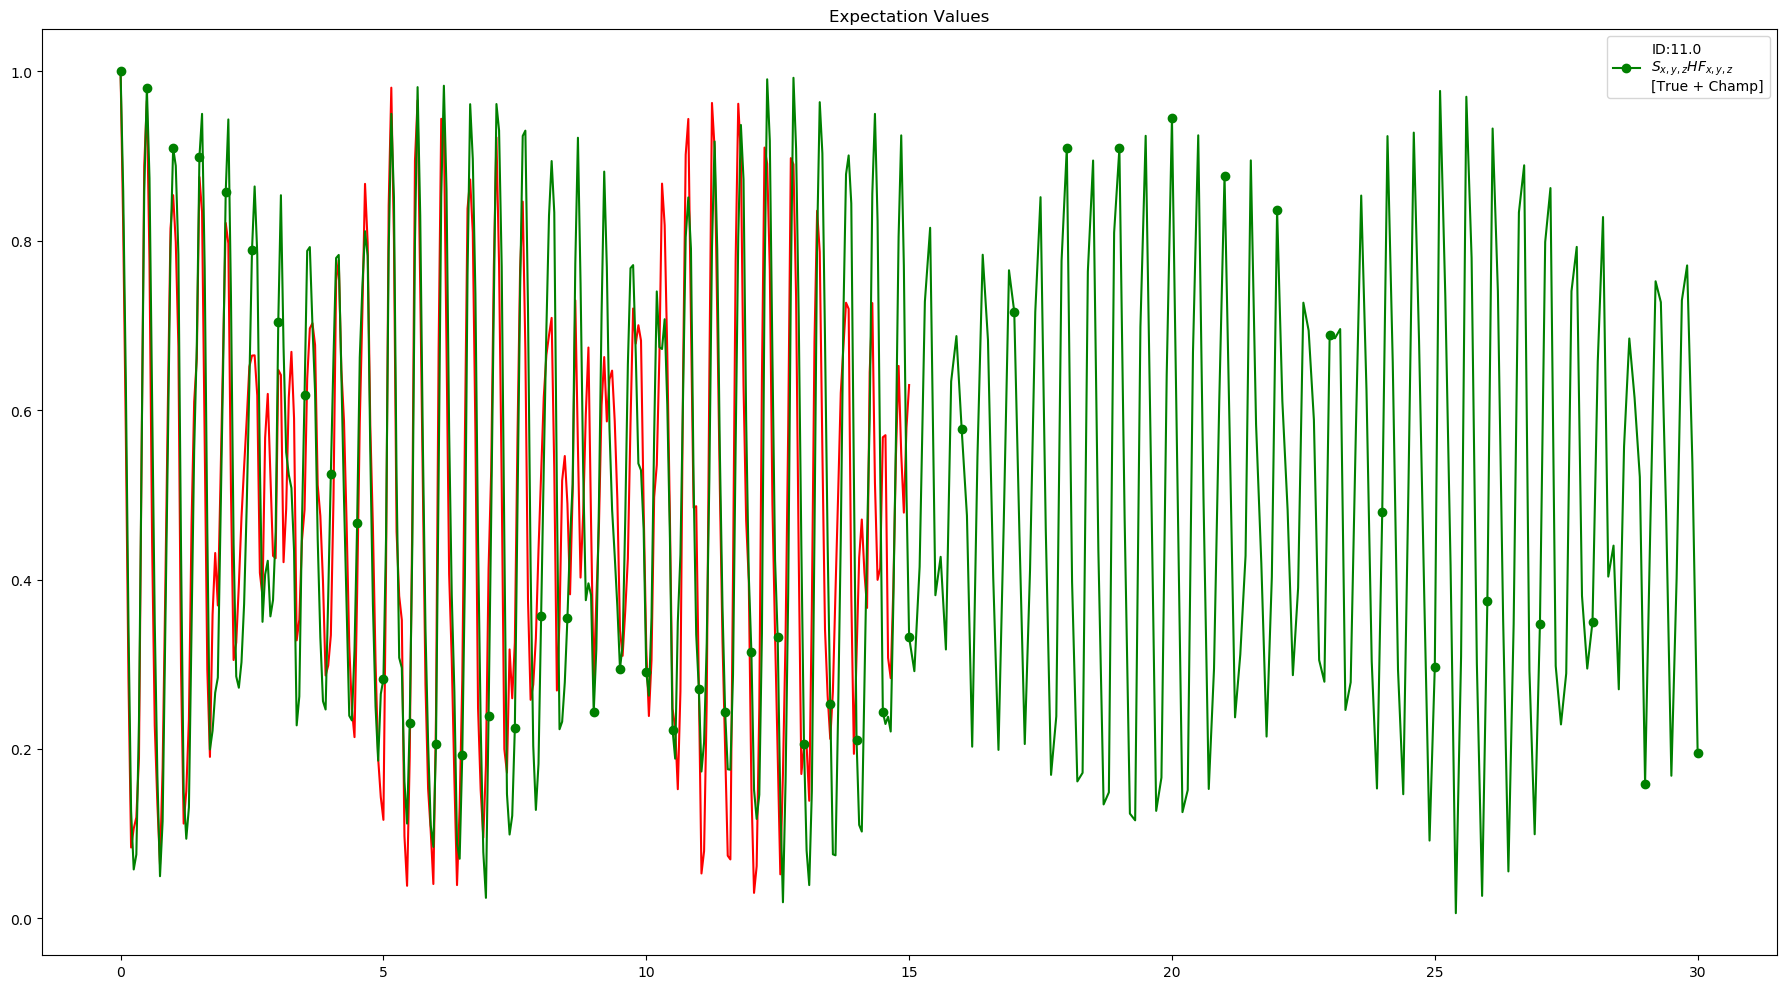 Expectation Values
ID:11.0
$S_{x,y,z}HF_{x,y,z}$
[True + Champ]
1.0
0.8
0.6
0.4
0.2
0.0
0 5 10 15 20 25 30